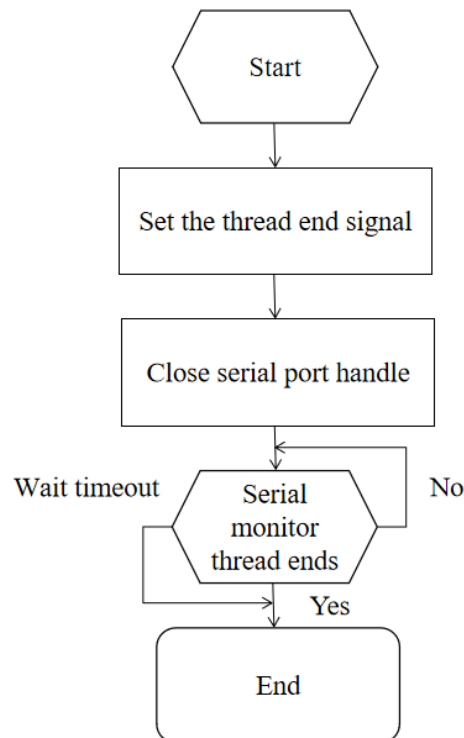 Start
Set the thread end signal
Close serial port handle
Wait timeout
Serial
monitor
thread ends
No
Yes
End